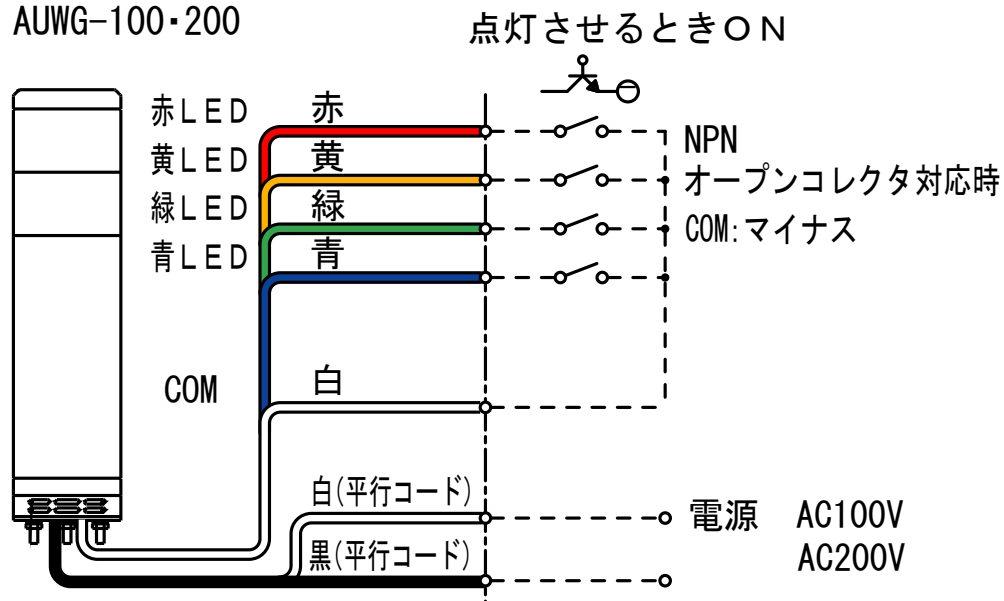 AUWG-100・200
点灯させるときＯＮ
赤ＬＥＤ 赤
黄ＬＥＤ 黄
緑ＬＥＤ 緑
青ＬＥＤ 青
NPN
オープンコレクタ対応時
COM:マイナス
COM 白
白(平行コード)
黒(平行コード)
電源 AC100V
AC200V